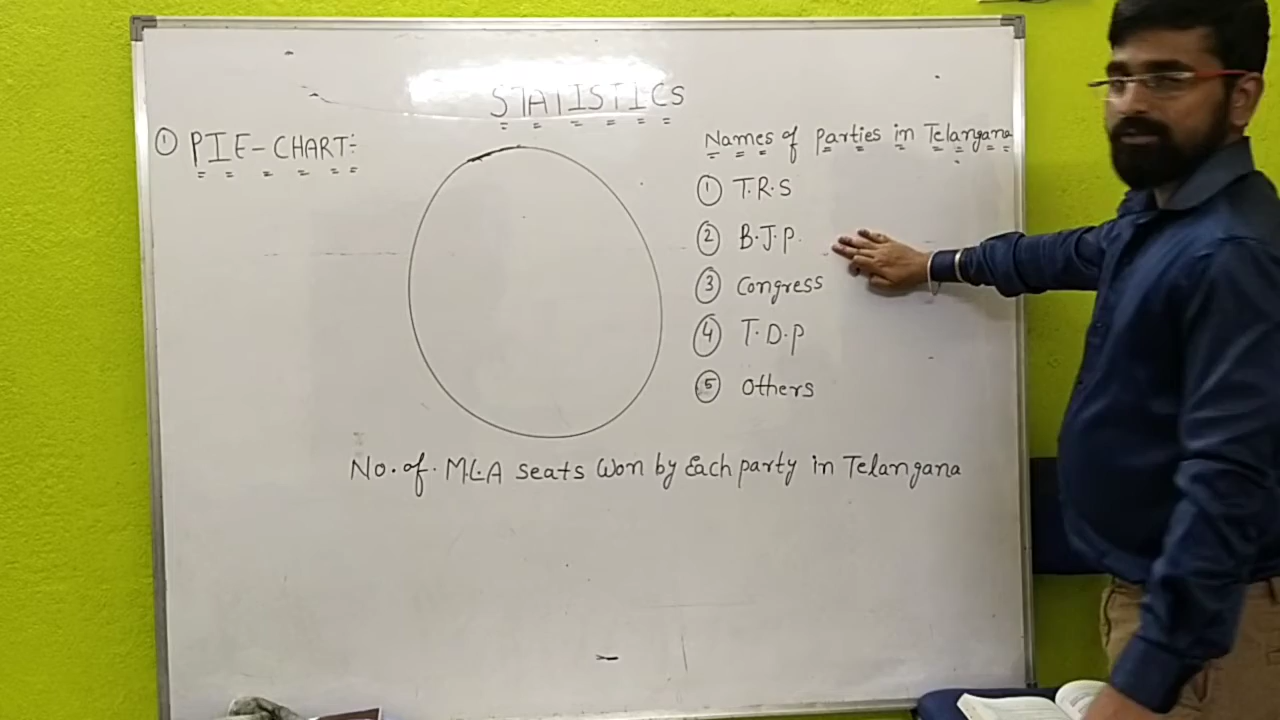 STATISTICS
① PIE-CHART:
Names of Parties in Telangana
① T.R.S
② B.J.P.
③ Congress
④ T.D.P
⑤ Others
No. of. M.L.A seats Won by Each party in Telangana